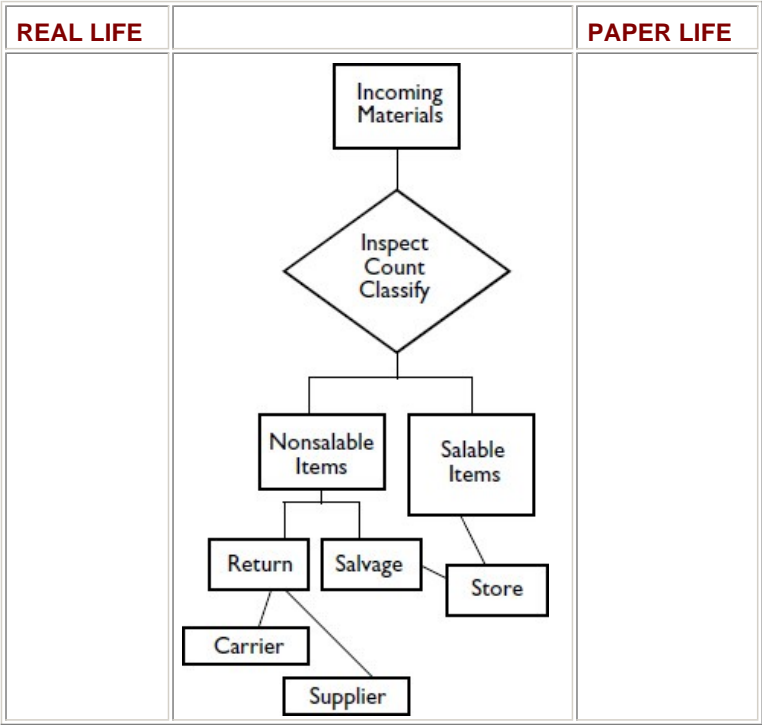 REAL LIFE
PAPER LIFE
Incoming
Materials
Inspect
Count
Classify
Nonsalable
Items
Salable
Items
Return
Salvage
Store
Carrier
Supplier